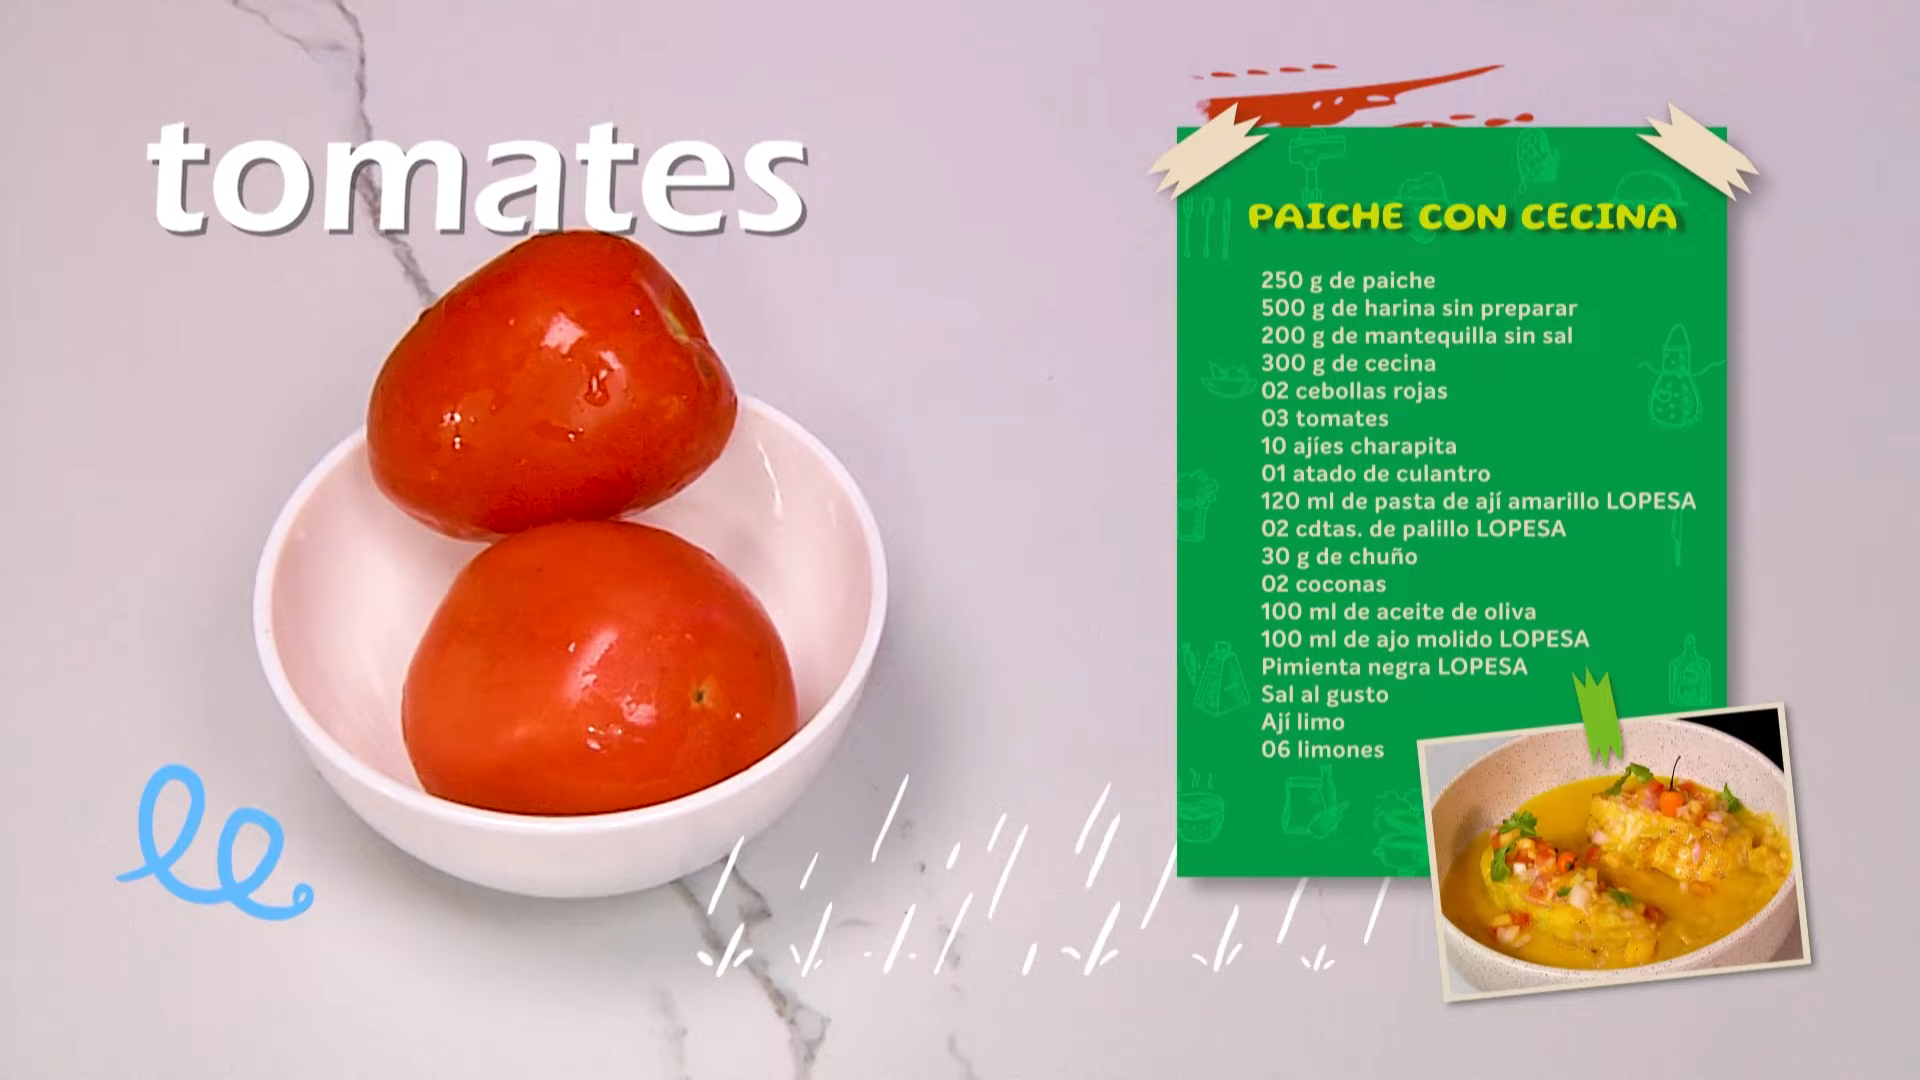 tomates
PAICHE CON CECINA
250 g de paiche
500 g de harina sin preparar
200 g de mantequilla sin sal
300 g de cecina
02 cebollas rojas
03 tomates
10 ajíes charapita
01 atado de culantro
120 ml de pasta de ají amarillo LOPESA
02 cdtas. de palillo LOPESA
30 g de chuño
02 coconas
100 ml de aceite de oliva
100 ml de ajo molido LOPESA
Pimienta negra LOPESA
Sal al gusto
Ají limo
06 limones